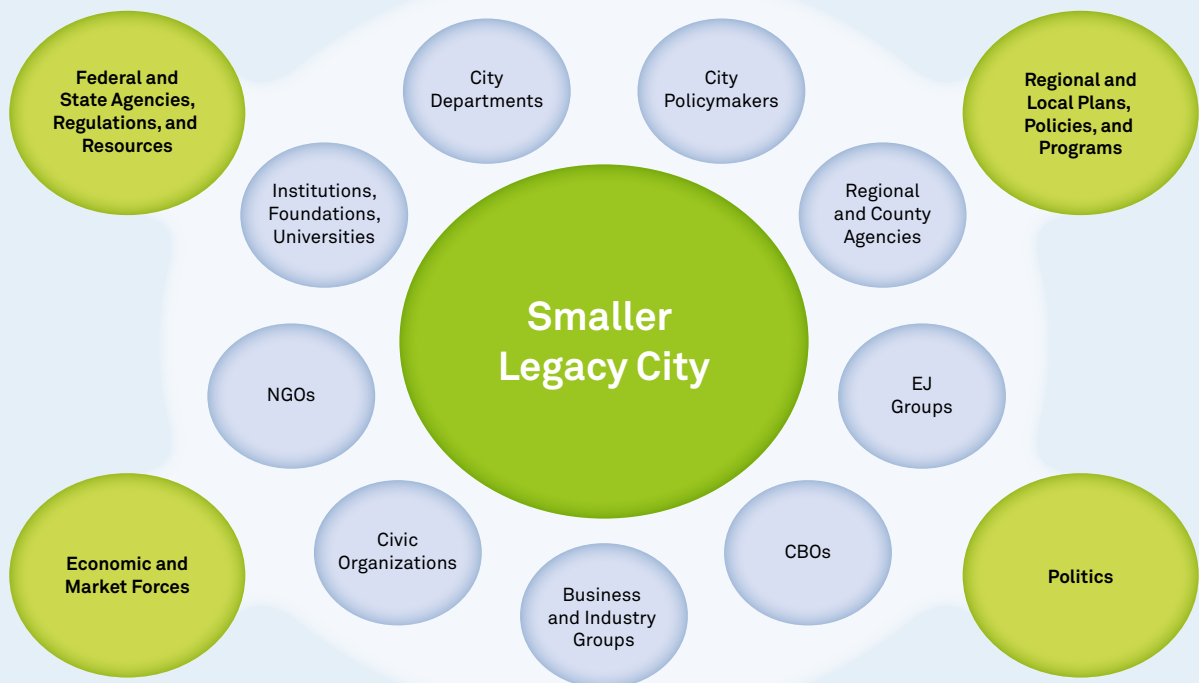 Federal and
State Agencies,
Regulations, and
Resources
City
Departments
City
Policymakers
Regional and
Local Plans,
Policies, and
Programs
Institutions,
Foundations,
Universities
Regional
and County
Agencies
Smaller
Legacy City
NGOs
EJ
Groups
Economic and
Market Forces
Civic
Organizations
Business
and Industry
Groups
CBOs
Politics